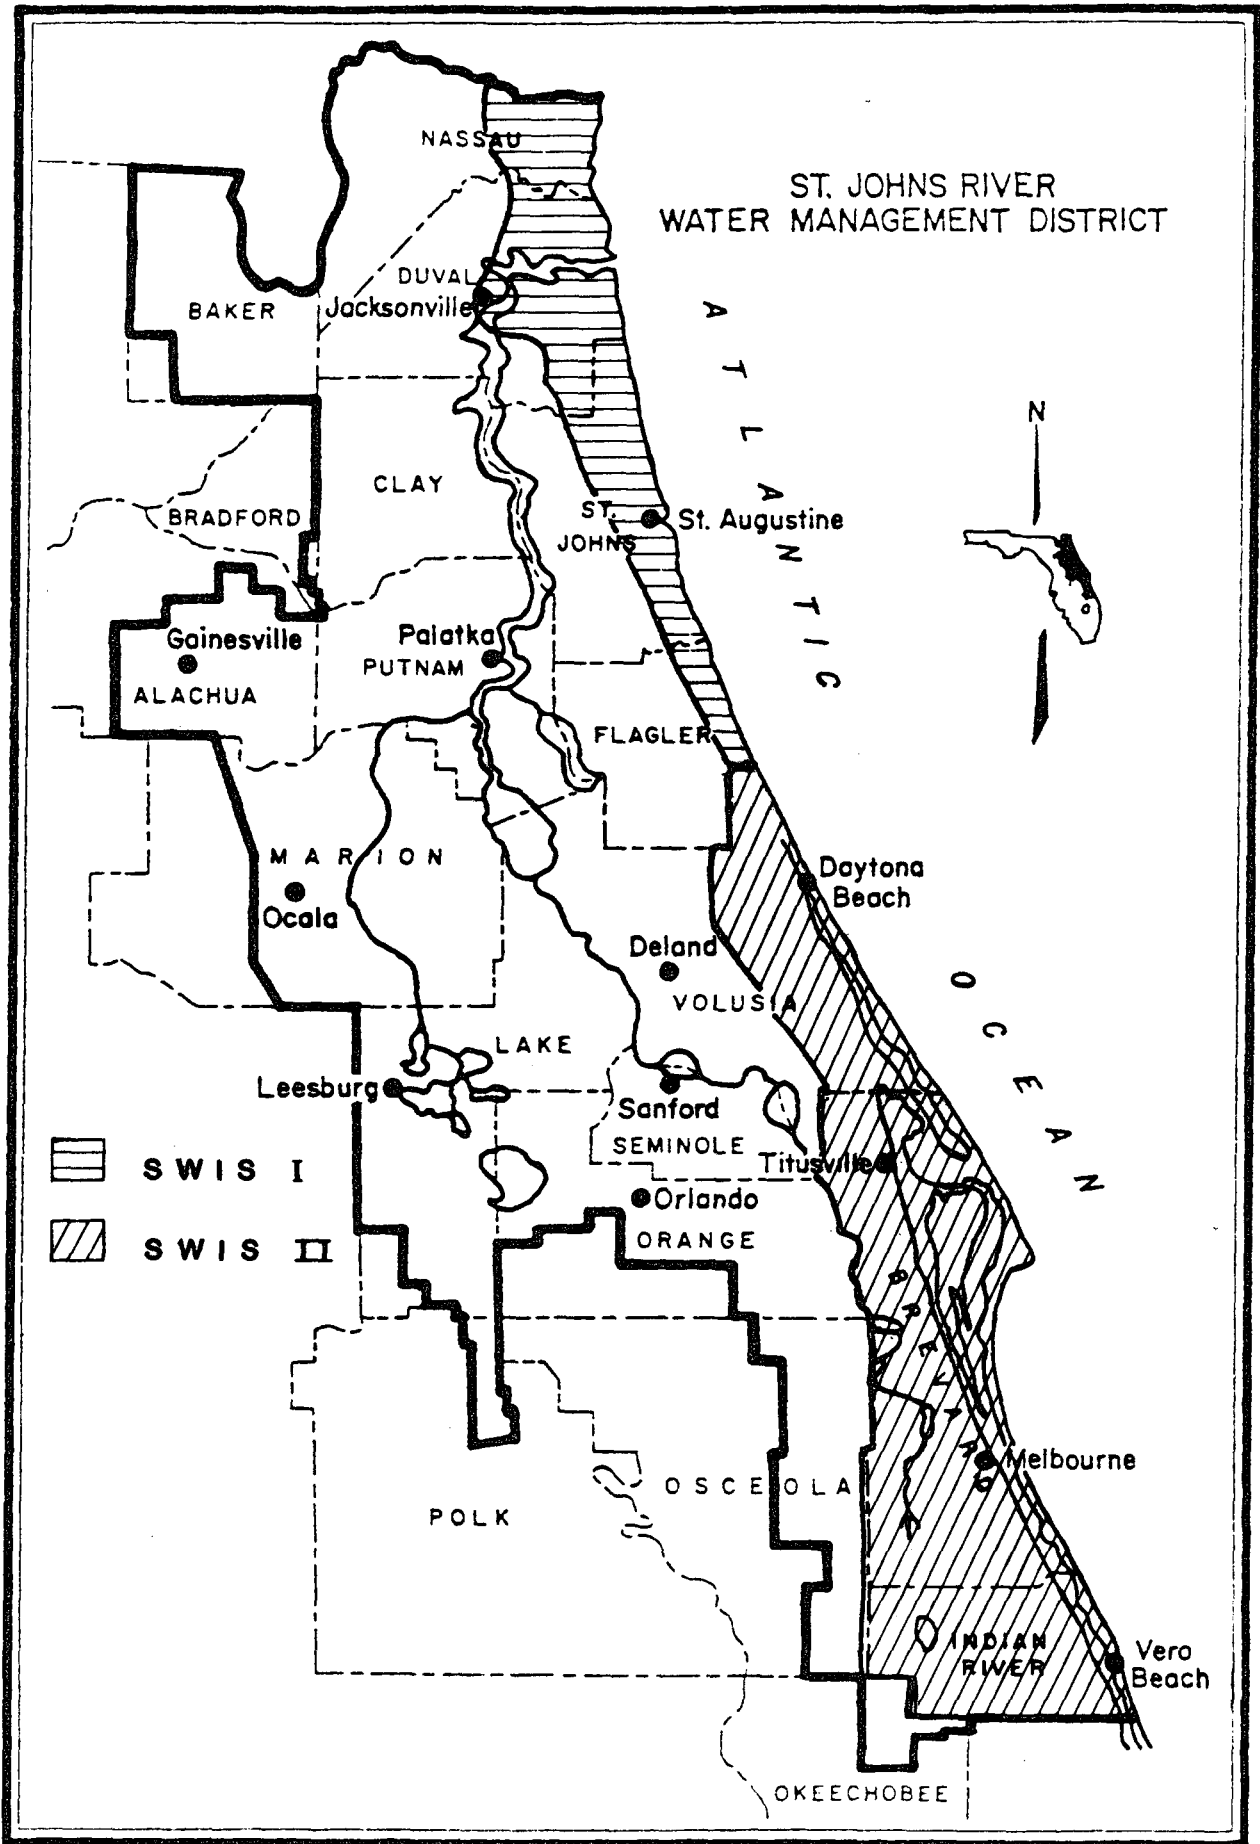 ST. JOHNS RIVER
WATER MANAGEMENT DISTRICT
NASSAU
DUVAL
Jacksonville
BAKER
ATLANTIC
N
CLAY
BRADFORD
ST.
JOHNS
St. Augustine
Gainesville
ALACHUA
Palatka
PUTNAM
FLAGLER
MARION
Ocala
Daytona
Beach
Deland
VOLUSIA
OCEAN
LAKE
Leesburg
Sanford
SEMINOLE
Titusville
SWIS I
Orlando
ORANGE
SWIS II
BREVARD
Melbourne
OSCEOLA
POLK
INDIAN
RIVER
Vero
Beach
OKEECHOBEE